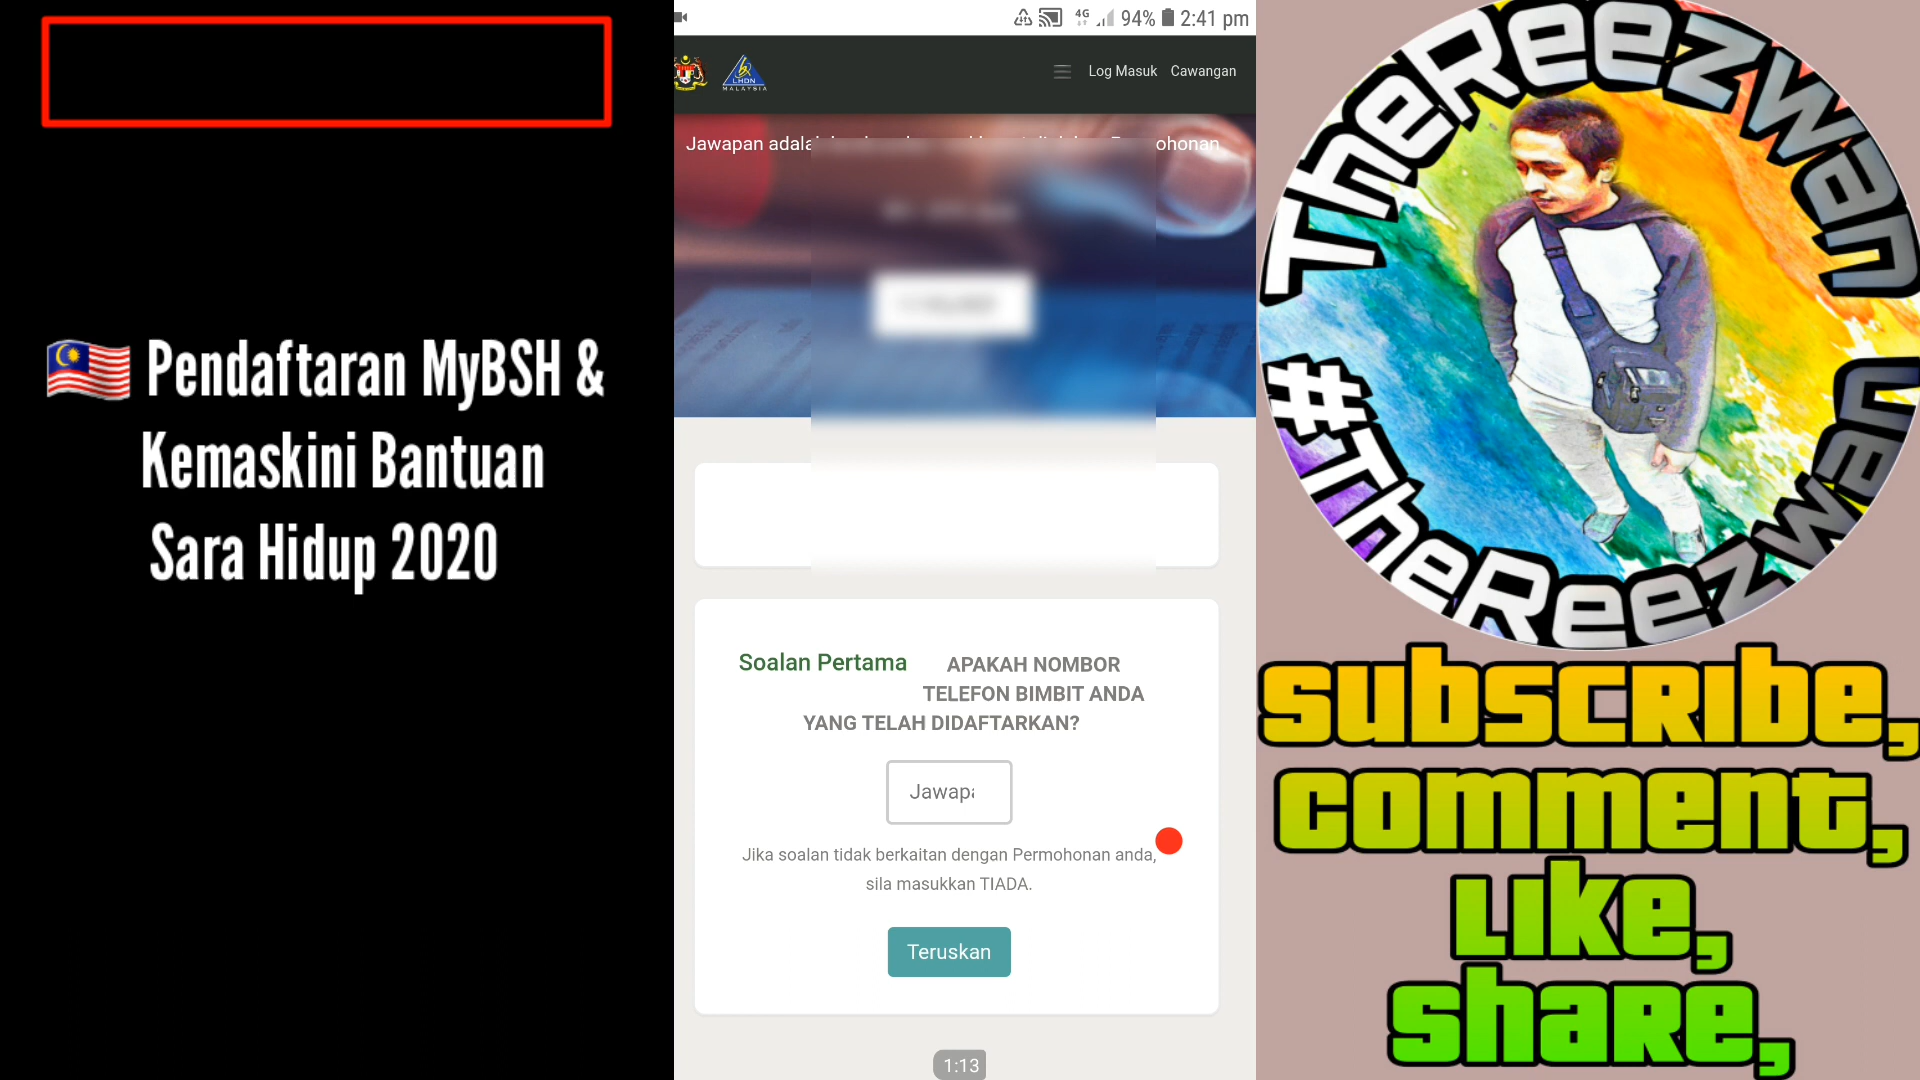 🇲🇾 Pendaftaran MyBSH &
Kemaskini Bantuan
Sara Hidup 2020
4G 94% 2:41 pm
LHDN
MALAYSIA
Log Masuk Cawangan
Jawapan
Soalan Pertama APAKAH NOMBOR
TELEFON BIMBIT ANDA
YANG TELAH DIDAFTARKAN?
Jawapa
Jika soalan tidak berkaitan dengan Permohonan anda,
sila masukkan TIADA.
Teruskan
1:13
TheReezwan
#TheReezwan
subscribe,
comment,
like,
share,